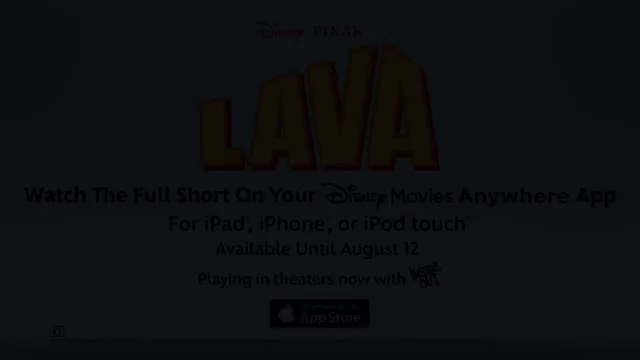 Disney PIXAR
LAVA
Watch The Full Short On Your Disney Movies Anywhere App
For iPad, iPhone, or iPod touch
Available Until August 12
Playing in theaters now with INSIDE OUT
Download on the
App Store